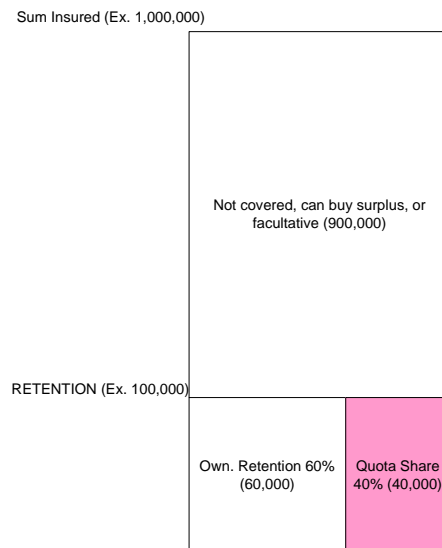 Sum Insured (Ex. 1,000,000)
Not covered, can buy surplus, or
facultative (900,000)
RETENTION (Ex. 100,000)
Own. Retention 60%
(60,000)
Quota Share
40% (40,000)